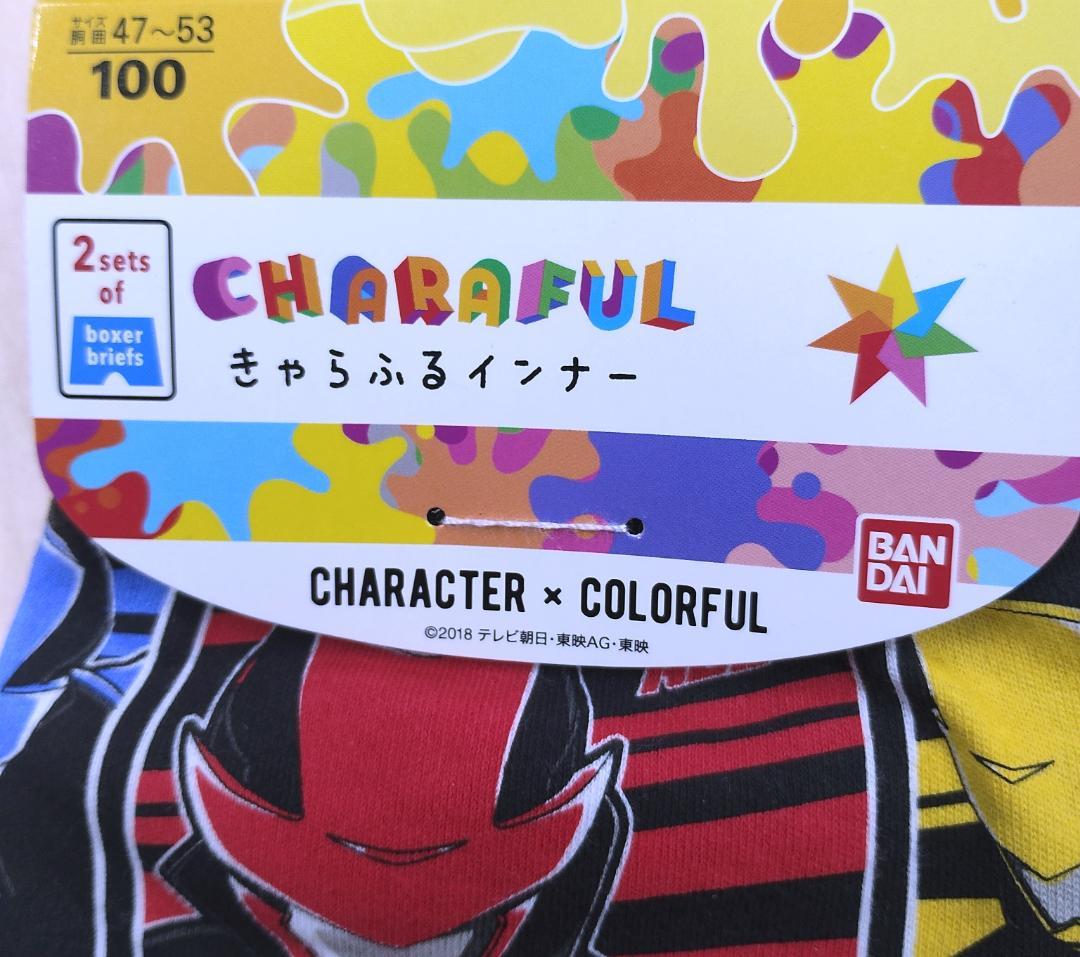 サイズ
胴囲 47～53
100
2 sets
of
boxer
briefs
CHARAFUL
きゃらふるインナー
BAN
DAI
CHARACTER × COLORFUL
©2018 テレビ朝日・東映AG・東映